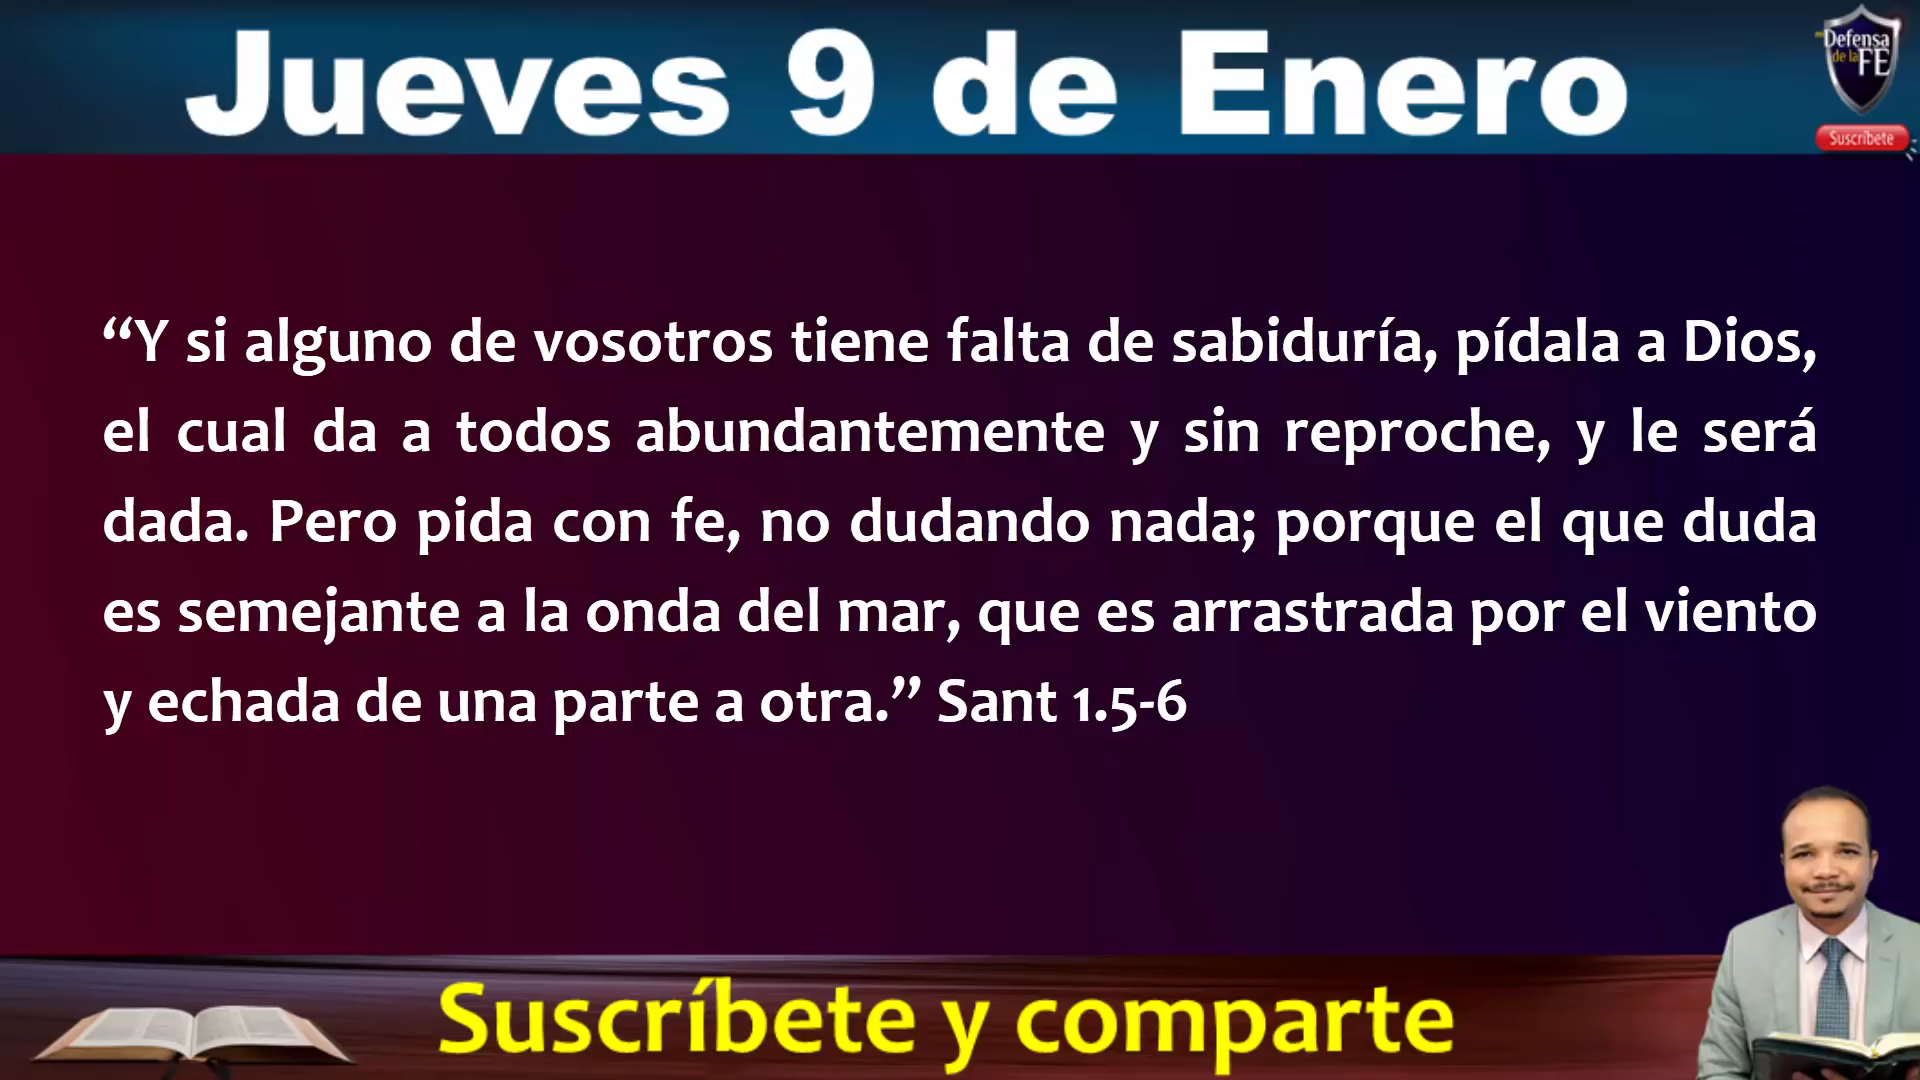 Jueves 9 de Enero
Defensa
de la FE
Suscríbete
“Y si alguno de vosotros tiene falta de sabiduría, pídala a Dios,
el cual da a todos abundantemente y sin reproche, y le será
dada. Pero pida con fe, no dudando nada; porque el que duda
es semejante a la onda del mar, que es arrastrada por el viento
y echada de una parte a otra.” Sant 1.5-6
Suscríbete y comparte